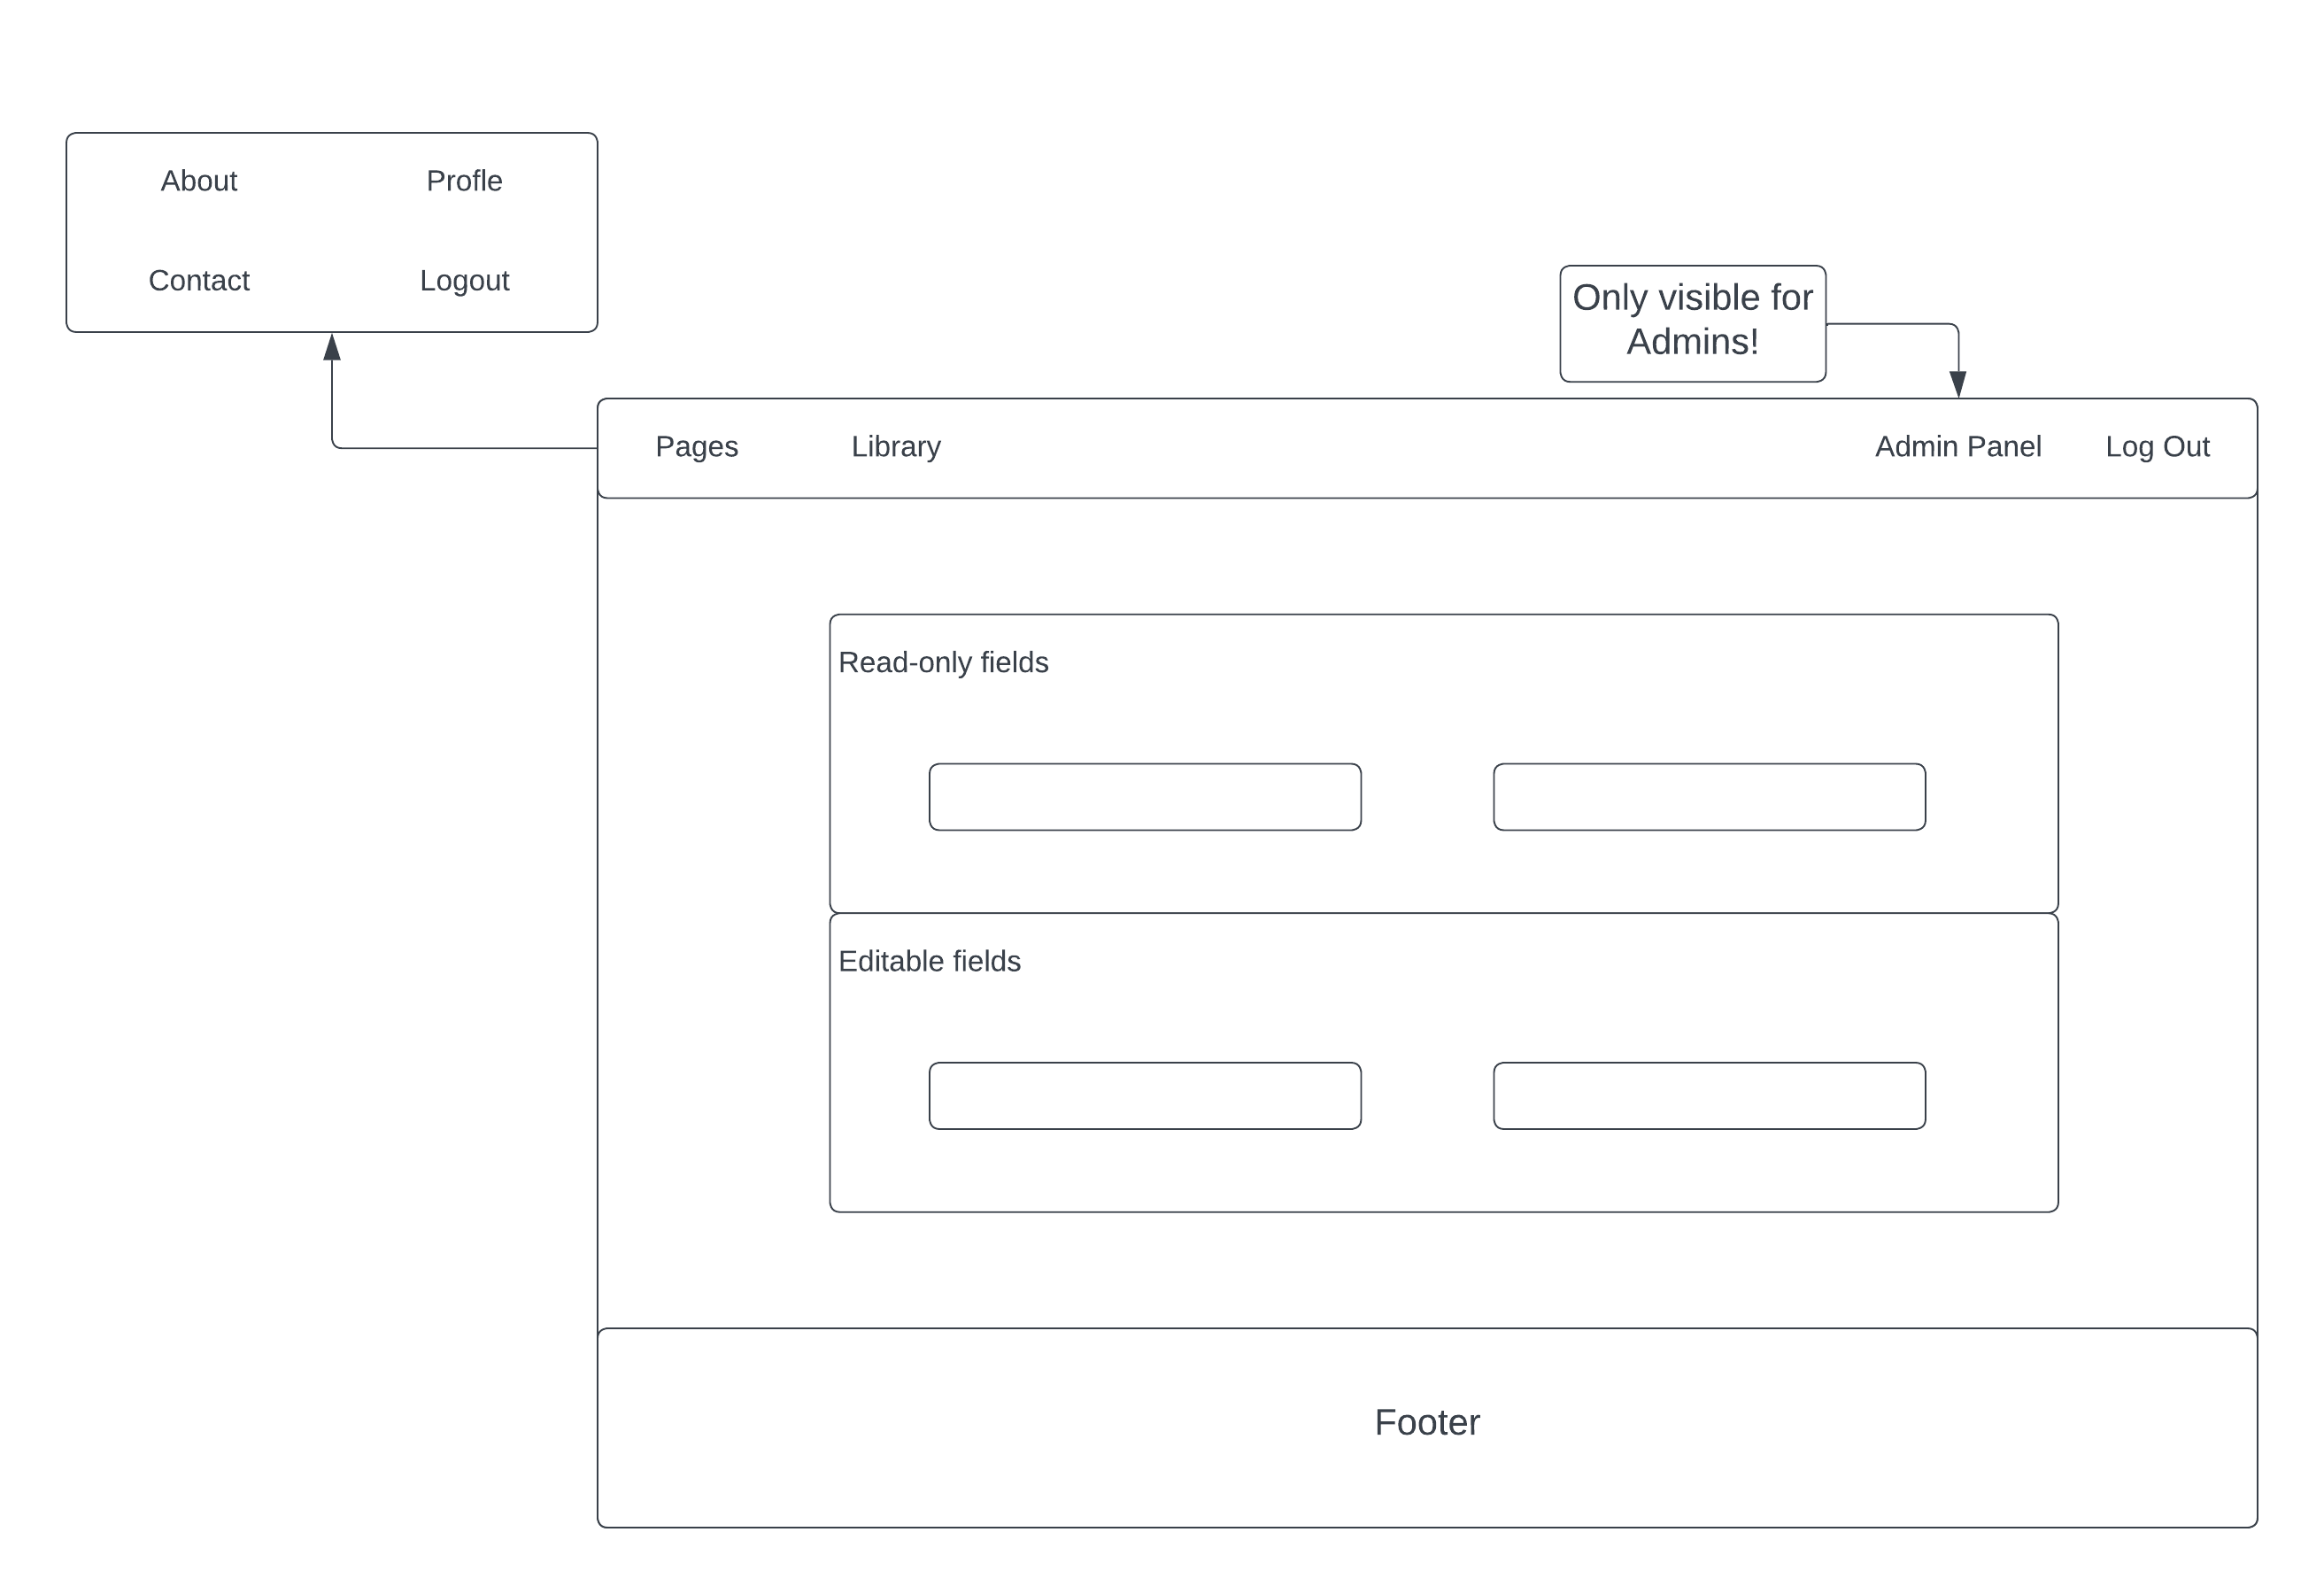 About
Profle
Contact
Logout
Only visible for
Admins!
Pages
Library
Admin Panel
Log Out
Read-only fields
Editable fields
Footer